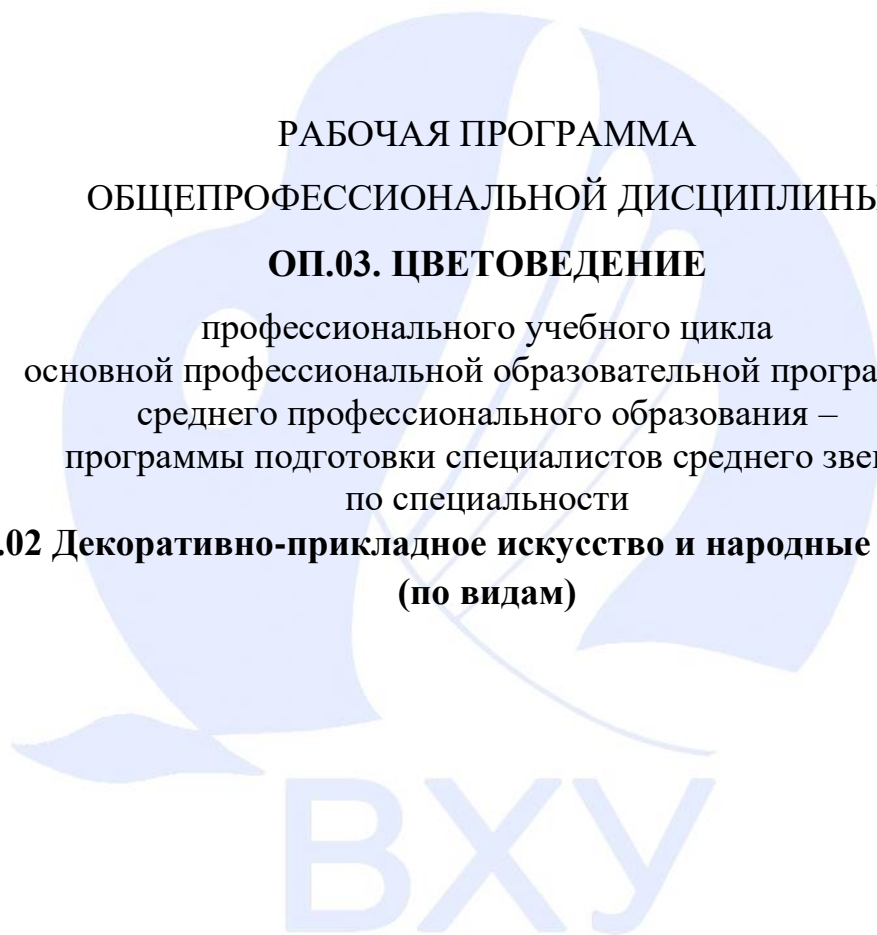 РАБОЧАЯ ПРОГРАММА
ОБЩЕПРОФЕССИОНАЛЬНОЙ ДИСЦИПЛИНЫ
ОП.03. ЦВЕТОВЕДЕНИЕ
профессионального учебного цикла
основной профессиональной образовательной програ
среднего профессионального образования –
программы подготовки специалистов среднего зве
по специальности
.02 Декоративно-прикладное искусство и народные
(по видам)
ВХУ